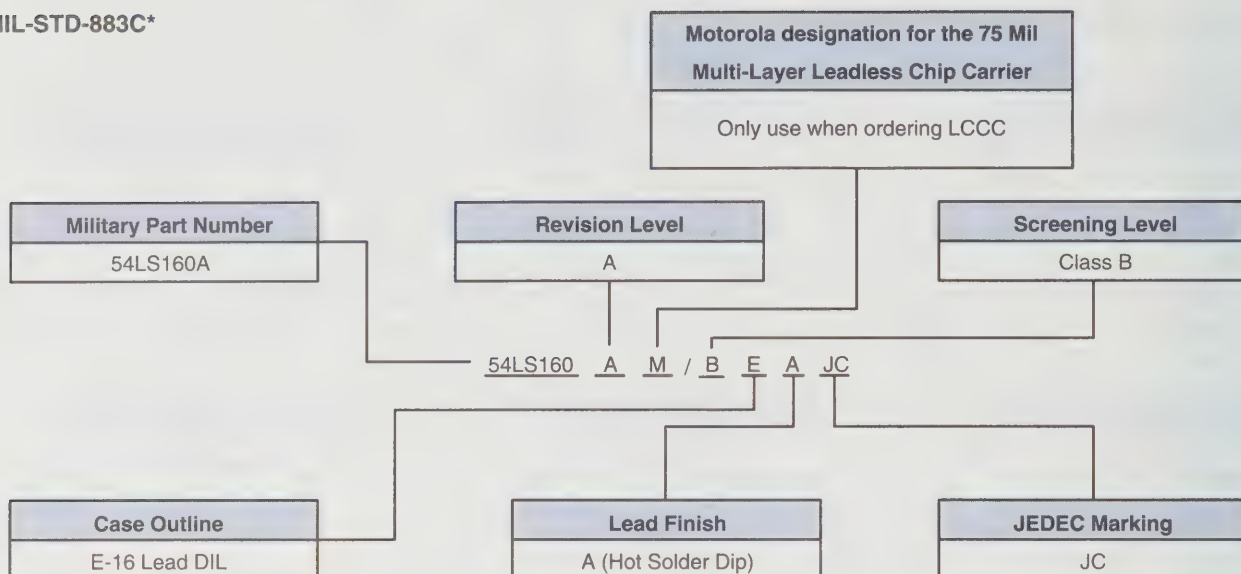 MIL-STD-883C*
Motorola designation for the 75 Mil
Multi-Layer Leadless Chip Carrier
Only use when ordering LCCC
Military Part Number
54LS160A
Revision Level
A
Screening Level
Class B
54LS160 A M / B E A JC
Case Outline
E-16 Lead DIL
Lead Finish
A (Hot Solder Dip)
JEDEC Marking
JC